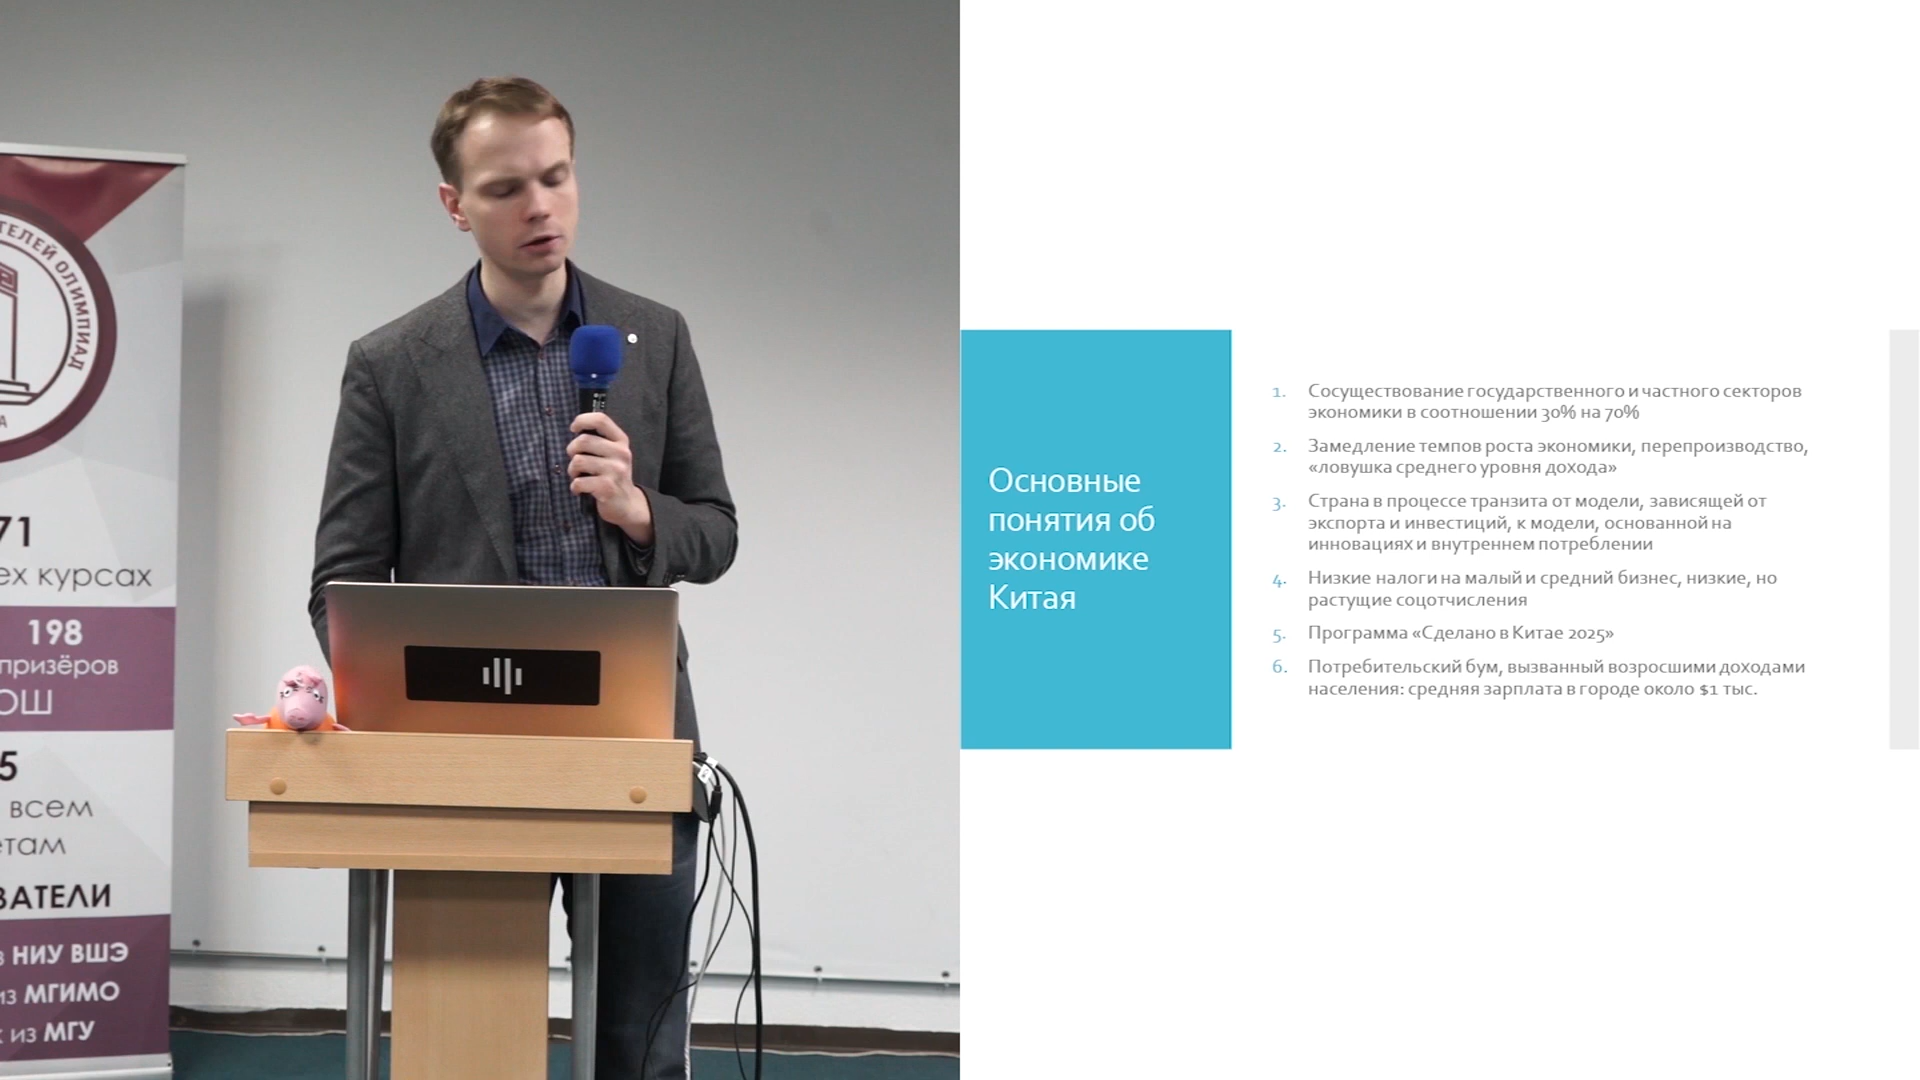 ТЕЛЕЙ ОЛИМПИАД
71
ех курсах
198
призёров
ОШ
5
всем
етам
ВАТЕЛИ
в НИУ ВШЭ
из МГИМО
к из МГУ
Основные
понятия об
экономике
Китая
1. Сосуществование государственного и частного секторов
экономики в соотношении 30% на 70%
2. Замедление темпов роста экономики, перепроизводство,
«ловушка среднего уровня дохода»
3. Страна в процессе транзита от модели, зависящей от
экспорта и инвестиций, к модели, основанной на
инновациях и внутреннем потреблении
4. Низкие налоги на малый и средний бизнес, низкие, но
растущие соцотчисления
5. Программа «Сделано в Китае 2025»
6. Потребительский бум, вызванный возросшими доходами
населения: средняя зарплата в городе около $1 тыс.